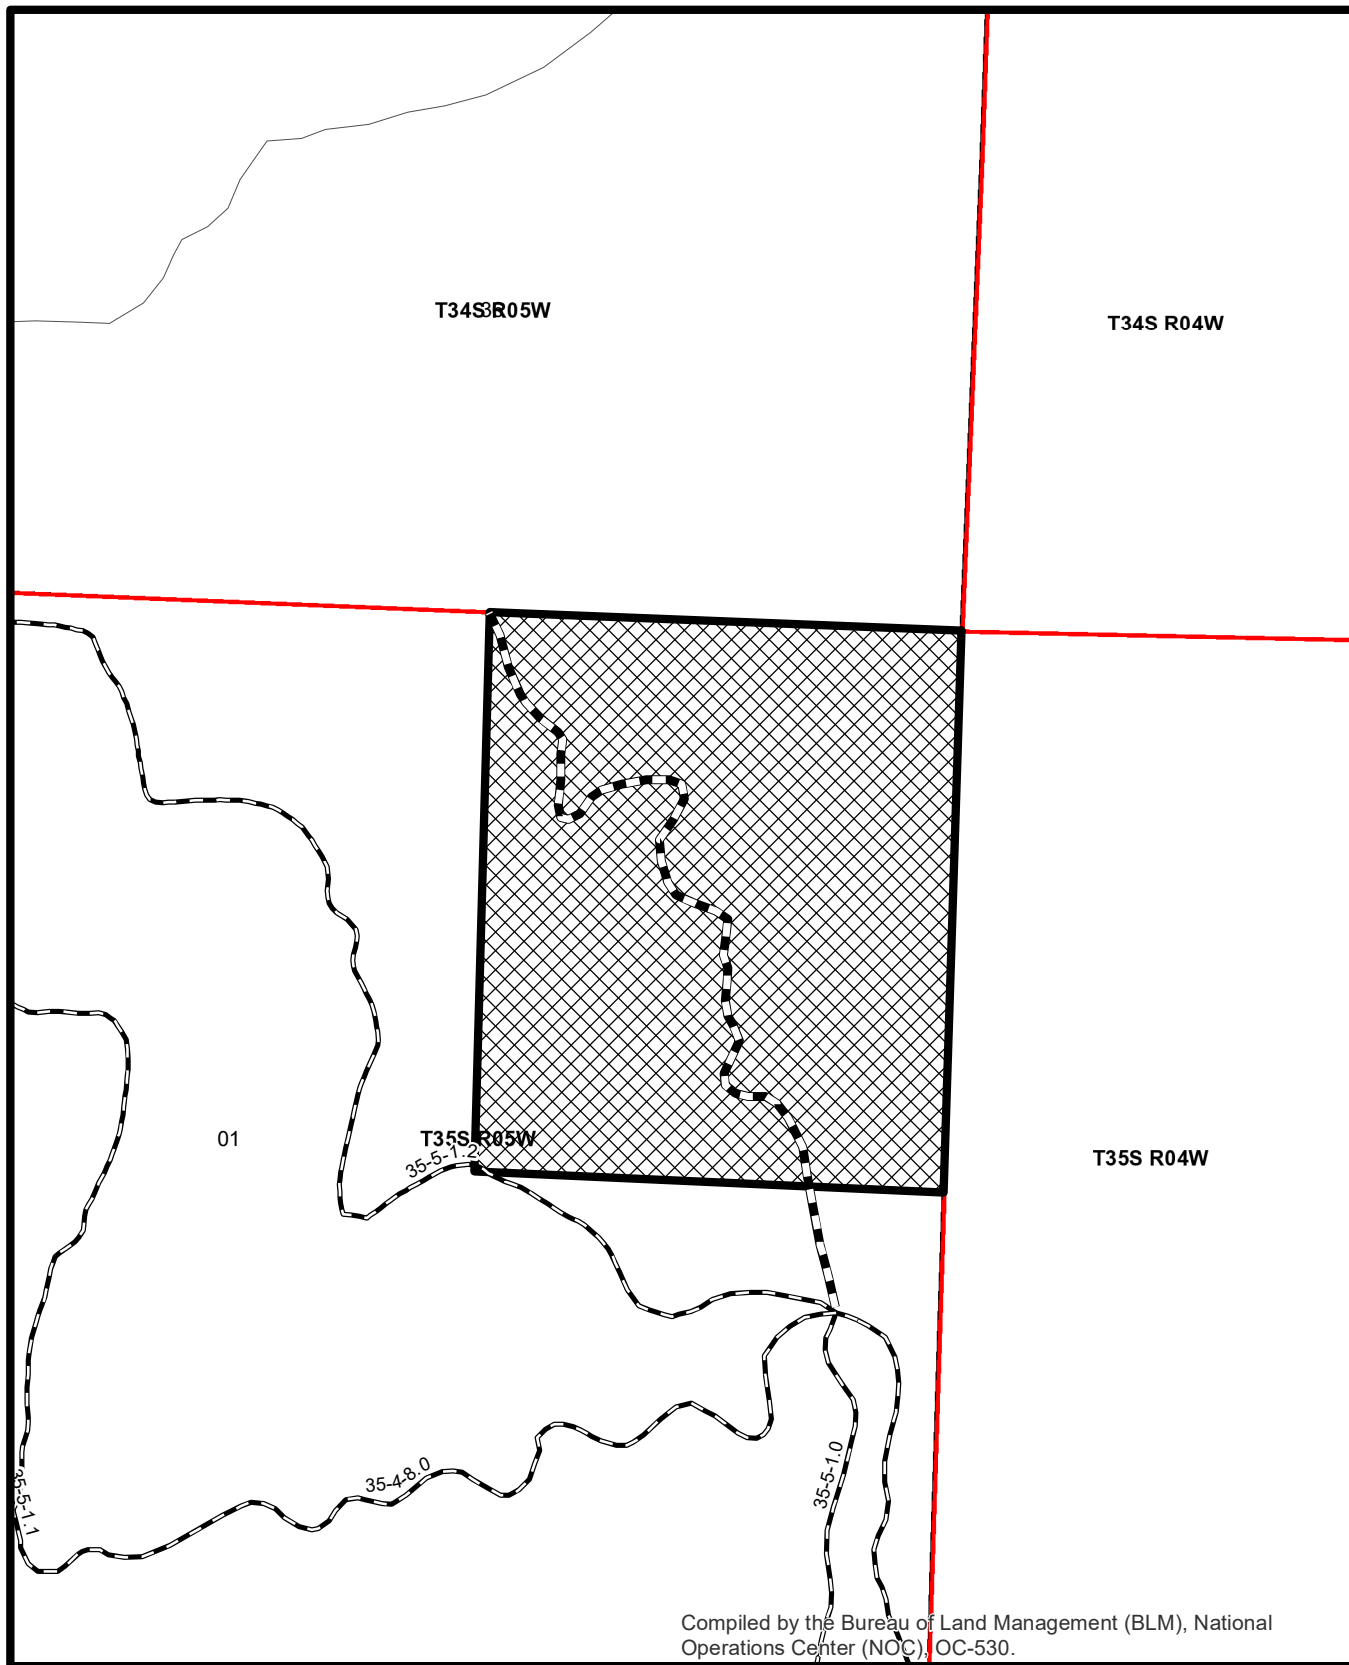 T34S R05W
36
T34S R04W
01
T35S R05W
35-5-1.2
T35S R04W
35-4-8.0
35-5-1.0
35-5-1.1
Compiled by the Bureau of Land Management (BLM), National
Operations Center (NOC), OC-530.